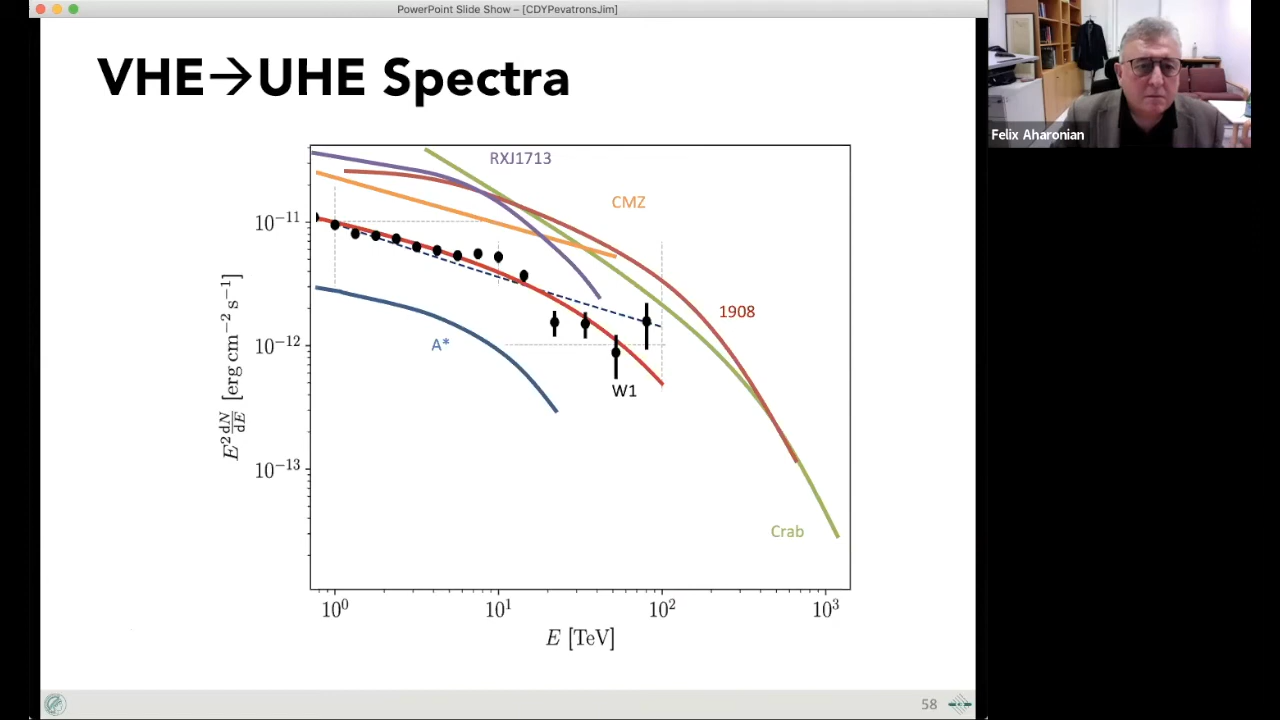 PowerPoint Slide Show – [CDYPevatronsJim]
VHE→UHE Spectra
Felix Aharonian
RXJ1713
CMZ
1908
A*
W1
Crab
10⁻¹¹
10⁻¹²
10⁻¹³
E² dN/dE [erg cm⁻² s⁻¹]
10⁰ 10¹ 10² 10³
E [TeV]
58